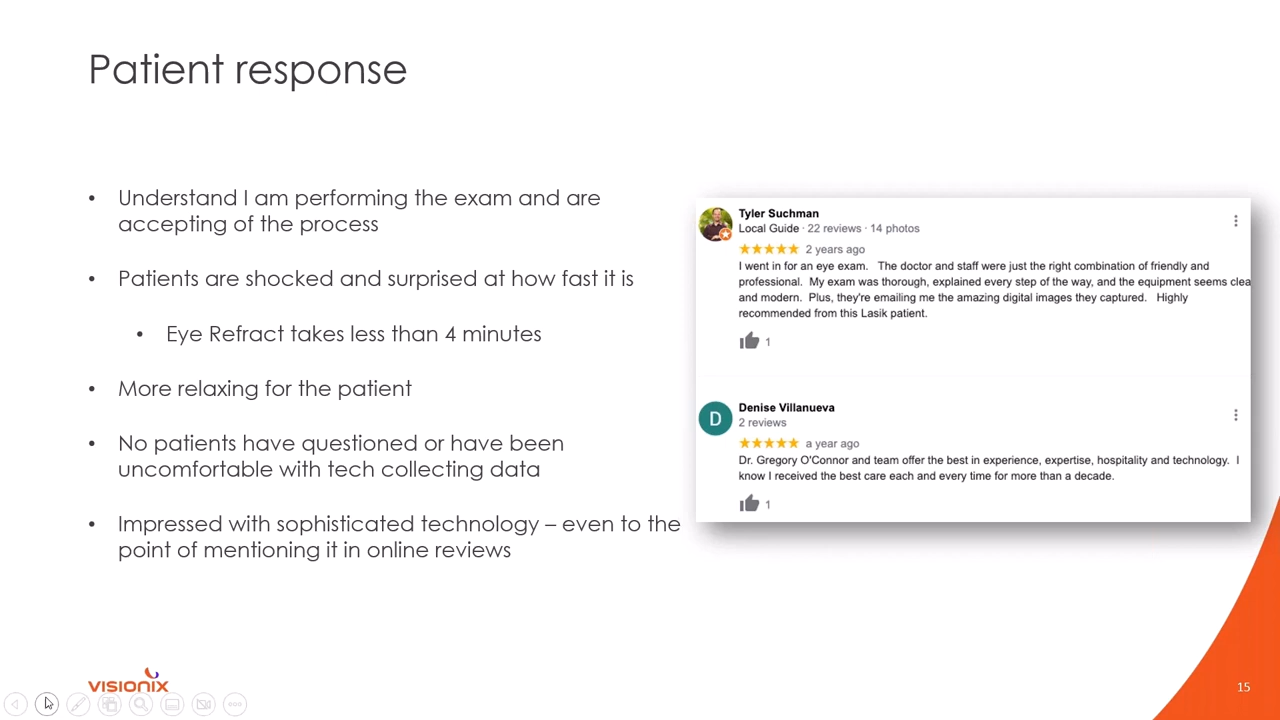 Patient response
• Understand I am performing the exam and are
accepting of the process
• Patients are shocked and surprised at how fast it is
• Eye Refract takes less than 4 minutes
• More relaxing for the patient
• No patients have questioned or have been
uncomfortable with tech collecting data
• Impressed with sophisticated technology – even to the
point of mentioning it in online reviews
Tyler Suchman
Local Guide · 22 reviews · 14 photos
2 years ago
I went in for an eye exam. The doctor and staff were just the right combination of friendly and
professional. My exam was thorough, explained every step of the way, and the equipment seems clea
and modern. Plus, they're emailing me the amazing digital images they captured. Highly
recommended from this Lasik patient.
1
D
Denise Villanueva
2 reviews
a year ago
Dr. Gregory O'Connor and team offer the best in experience, expertise, hospitality and technology. I
know I received the best care each and every time for more than a decade.
1
VISIONIX
15